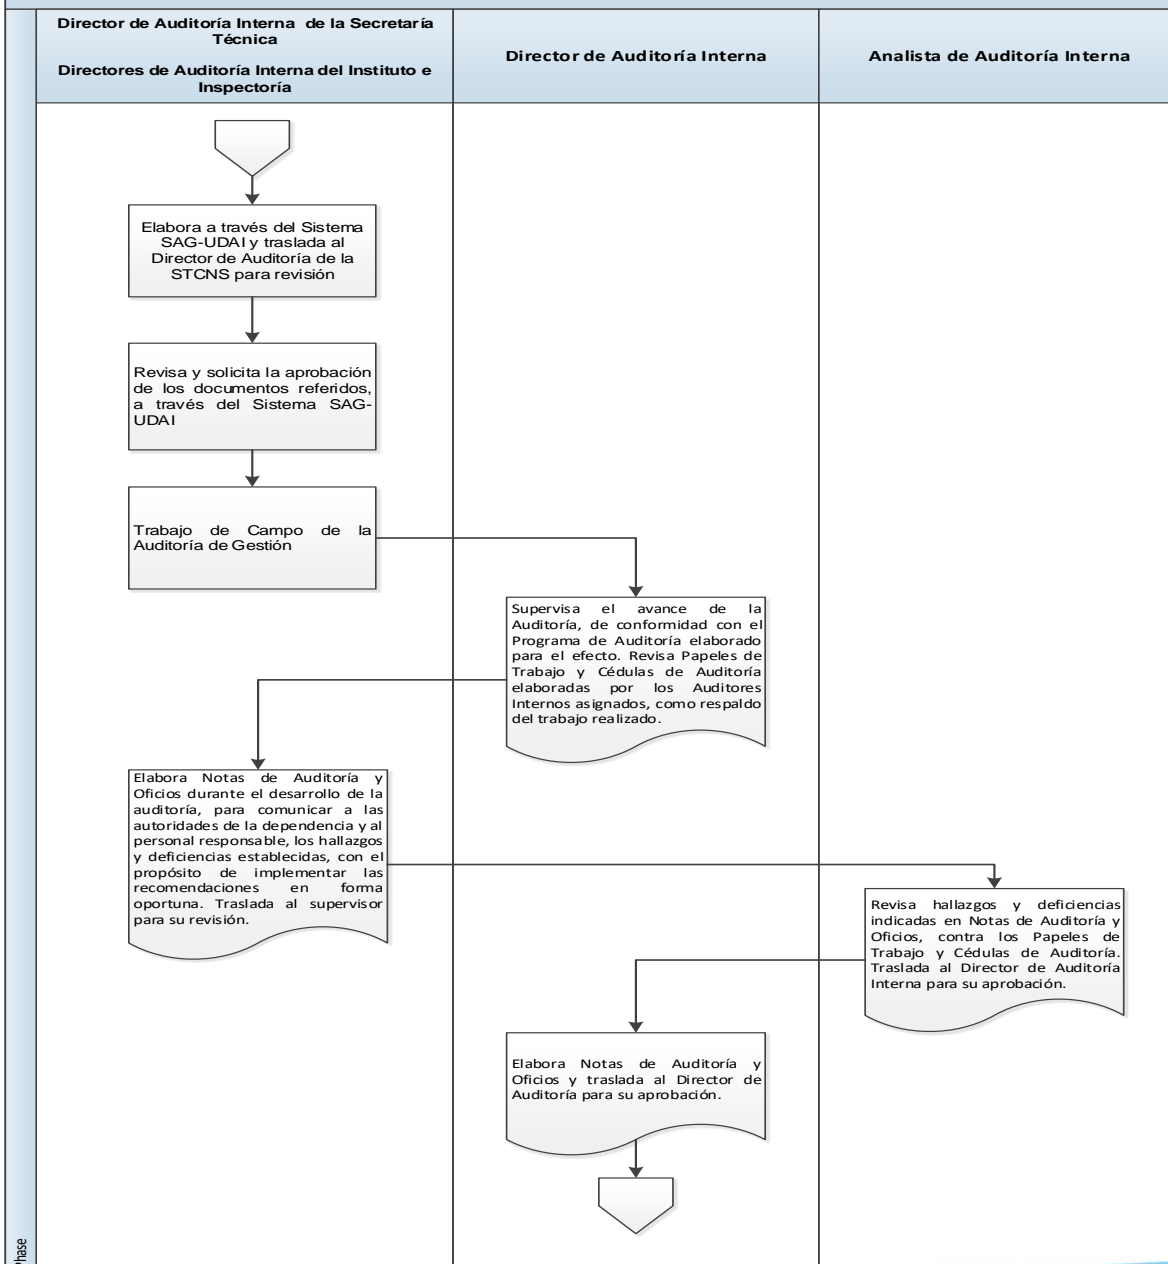 Director de Auditoría Interna de la Secretaría
Técnica
Directores de Auditoría Interna del Instituto e
Inspectoría
Director de Auditoría Interna
Analista de Auditoría Interna
Elabora a través del Sistema
SAG-UDAI y traslada al
Director de Auditoría de la
STCNS para revisión
Revisa y solicita la aprobación
de los documentos referidos,
a través del Sistema SAG-
UDAI
Trabajo de Campo de la
Auditoría de Gestión
Supervisa el avance de la
Auditoría, de conformidad con el
Programa de Auditoría elaborado
para el efecto. Revisa Papeles de
Trabajo y Cédulas de Auditoría
elaboradas por los Auditores
Internos asignados, como respaldo
del trabajo realizado.
Elabora Notas de Auditoría y
Oficios durante el desarrollo de la
auditoría, para comunicar a las
autoridades de la dependencia y al
personal responsable, los hallazgos
y deficiencias establecidas, con el
propósito de implementar las
recomendaciones en forma
oportuna. Traslada al supervisor
para su revisión.
Revisa hallazgos y deficiencias
indicadas en Notas de Auditoría y
Oficios, contra los Papeles de
Trabajo y Cédulas de Auditoría.
Traslada al Director de Auditoría
Interna para su aprobación.
Elabora Notas de Auditoría y
Oficios y traslada al Director de
Auditoría para su aprobación.
Phase